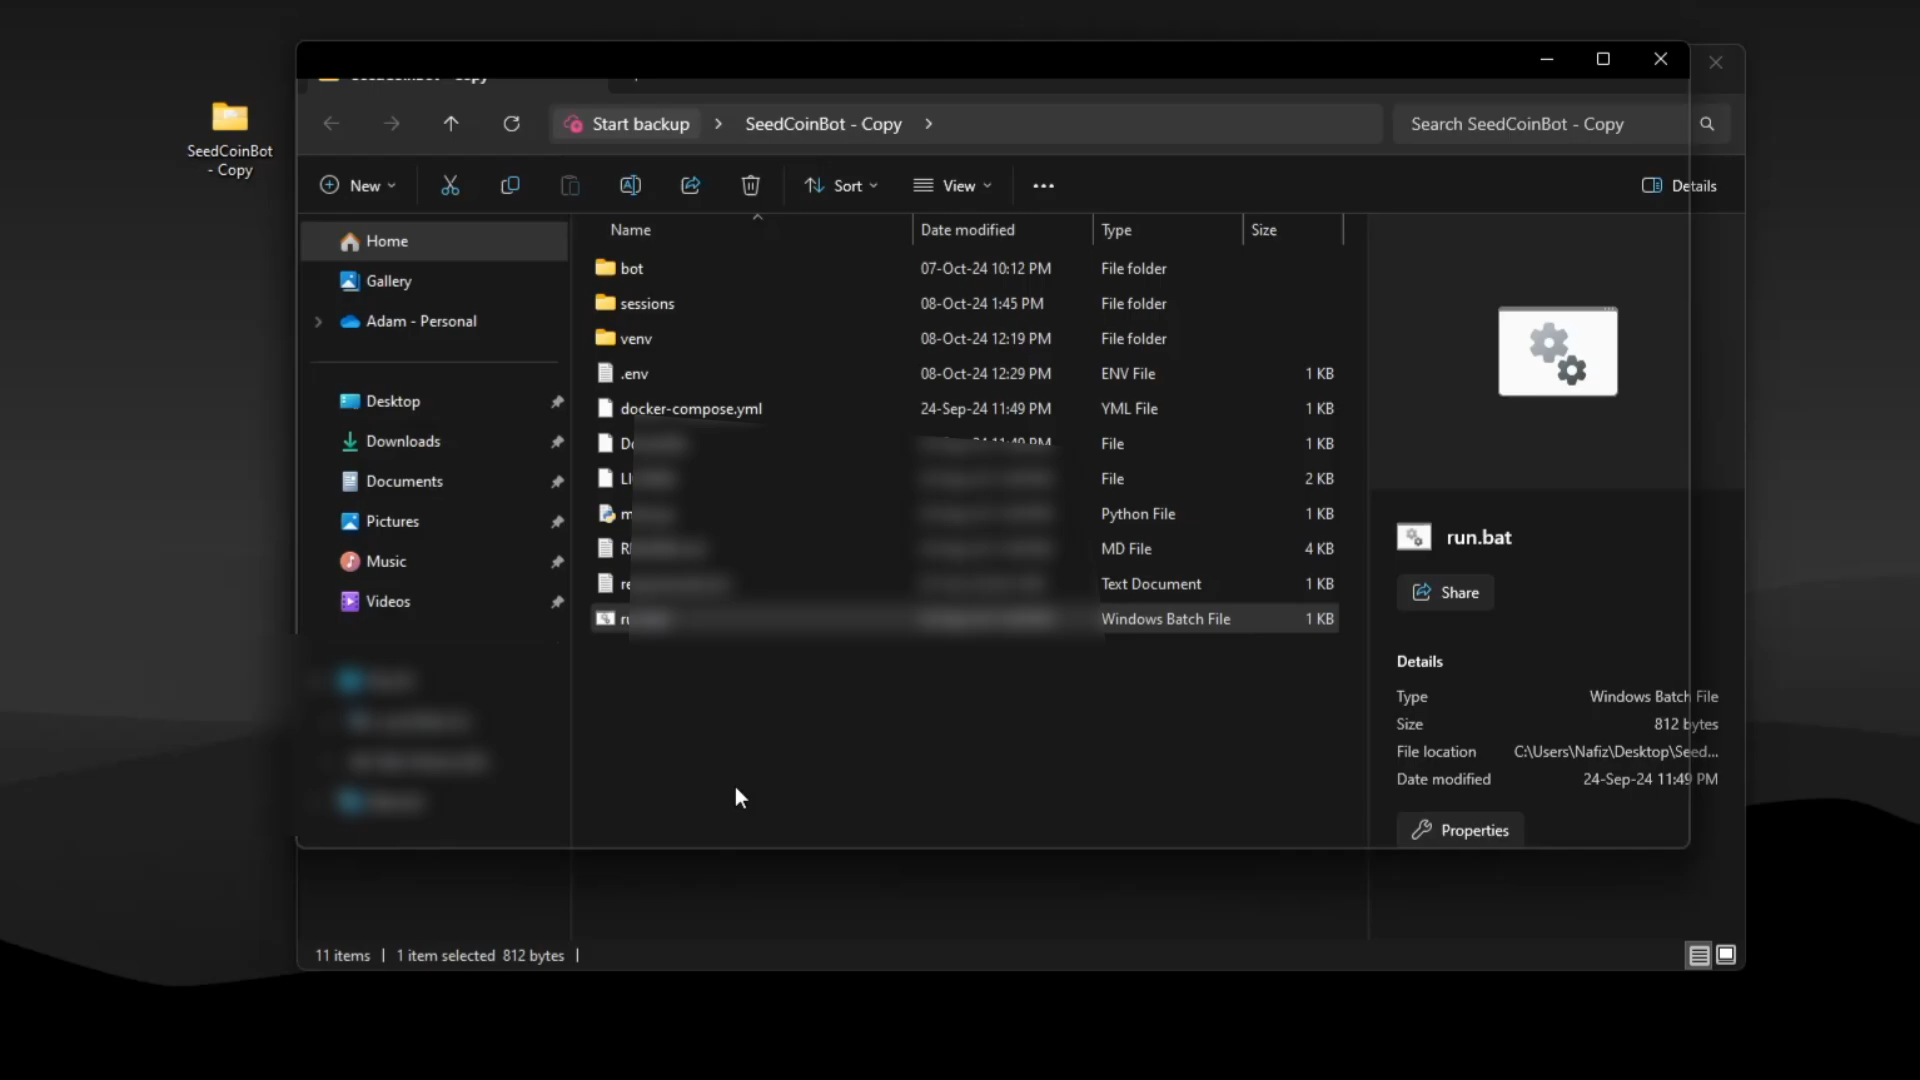 SeedCoinBot
- Copy
Start backup
SeedCoinBot - Copy
Search SeedCoinBot - Copy
New
Sort
View
Details
Home
Gallery
Adam - Personal
Desktop
Downloads
Documents
Pictures
Music
Videos
Name Date modified Type Size
bot 07-Oct-24 10:12 PM File folder
sessions 08-Oct-24 1:45 PM File folder
venv 08-Oct-24 12:19 PM File folder
.env 08-Oct-24 12:29 PM ENV File 1 KB
docker-compose.yml 24-Sep-24 11:49 PM YML File 1 KB
File 1 KB
File 2 KB
Python File 1 KB
MD File 4 KB
Text Document 1 KB
Windows Batch File 1 KB
run.bat
Share
Details
Type Windows Batch File
Size 812 bytes
File location C:\Users\Nafiz\Desktop\Seed...
Date modified 24-Sep-24 11:49 PM
Properties
11 items | 1 item selected 812 bytes |